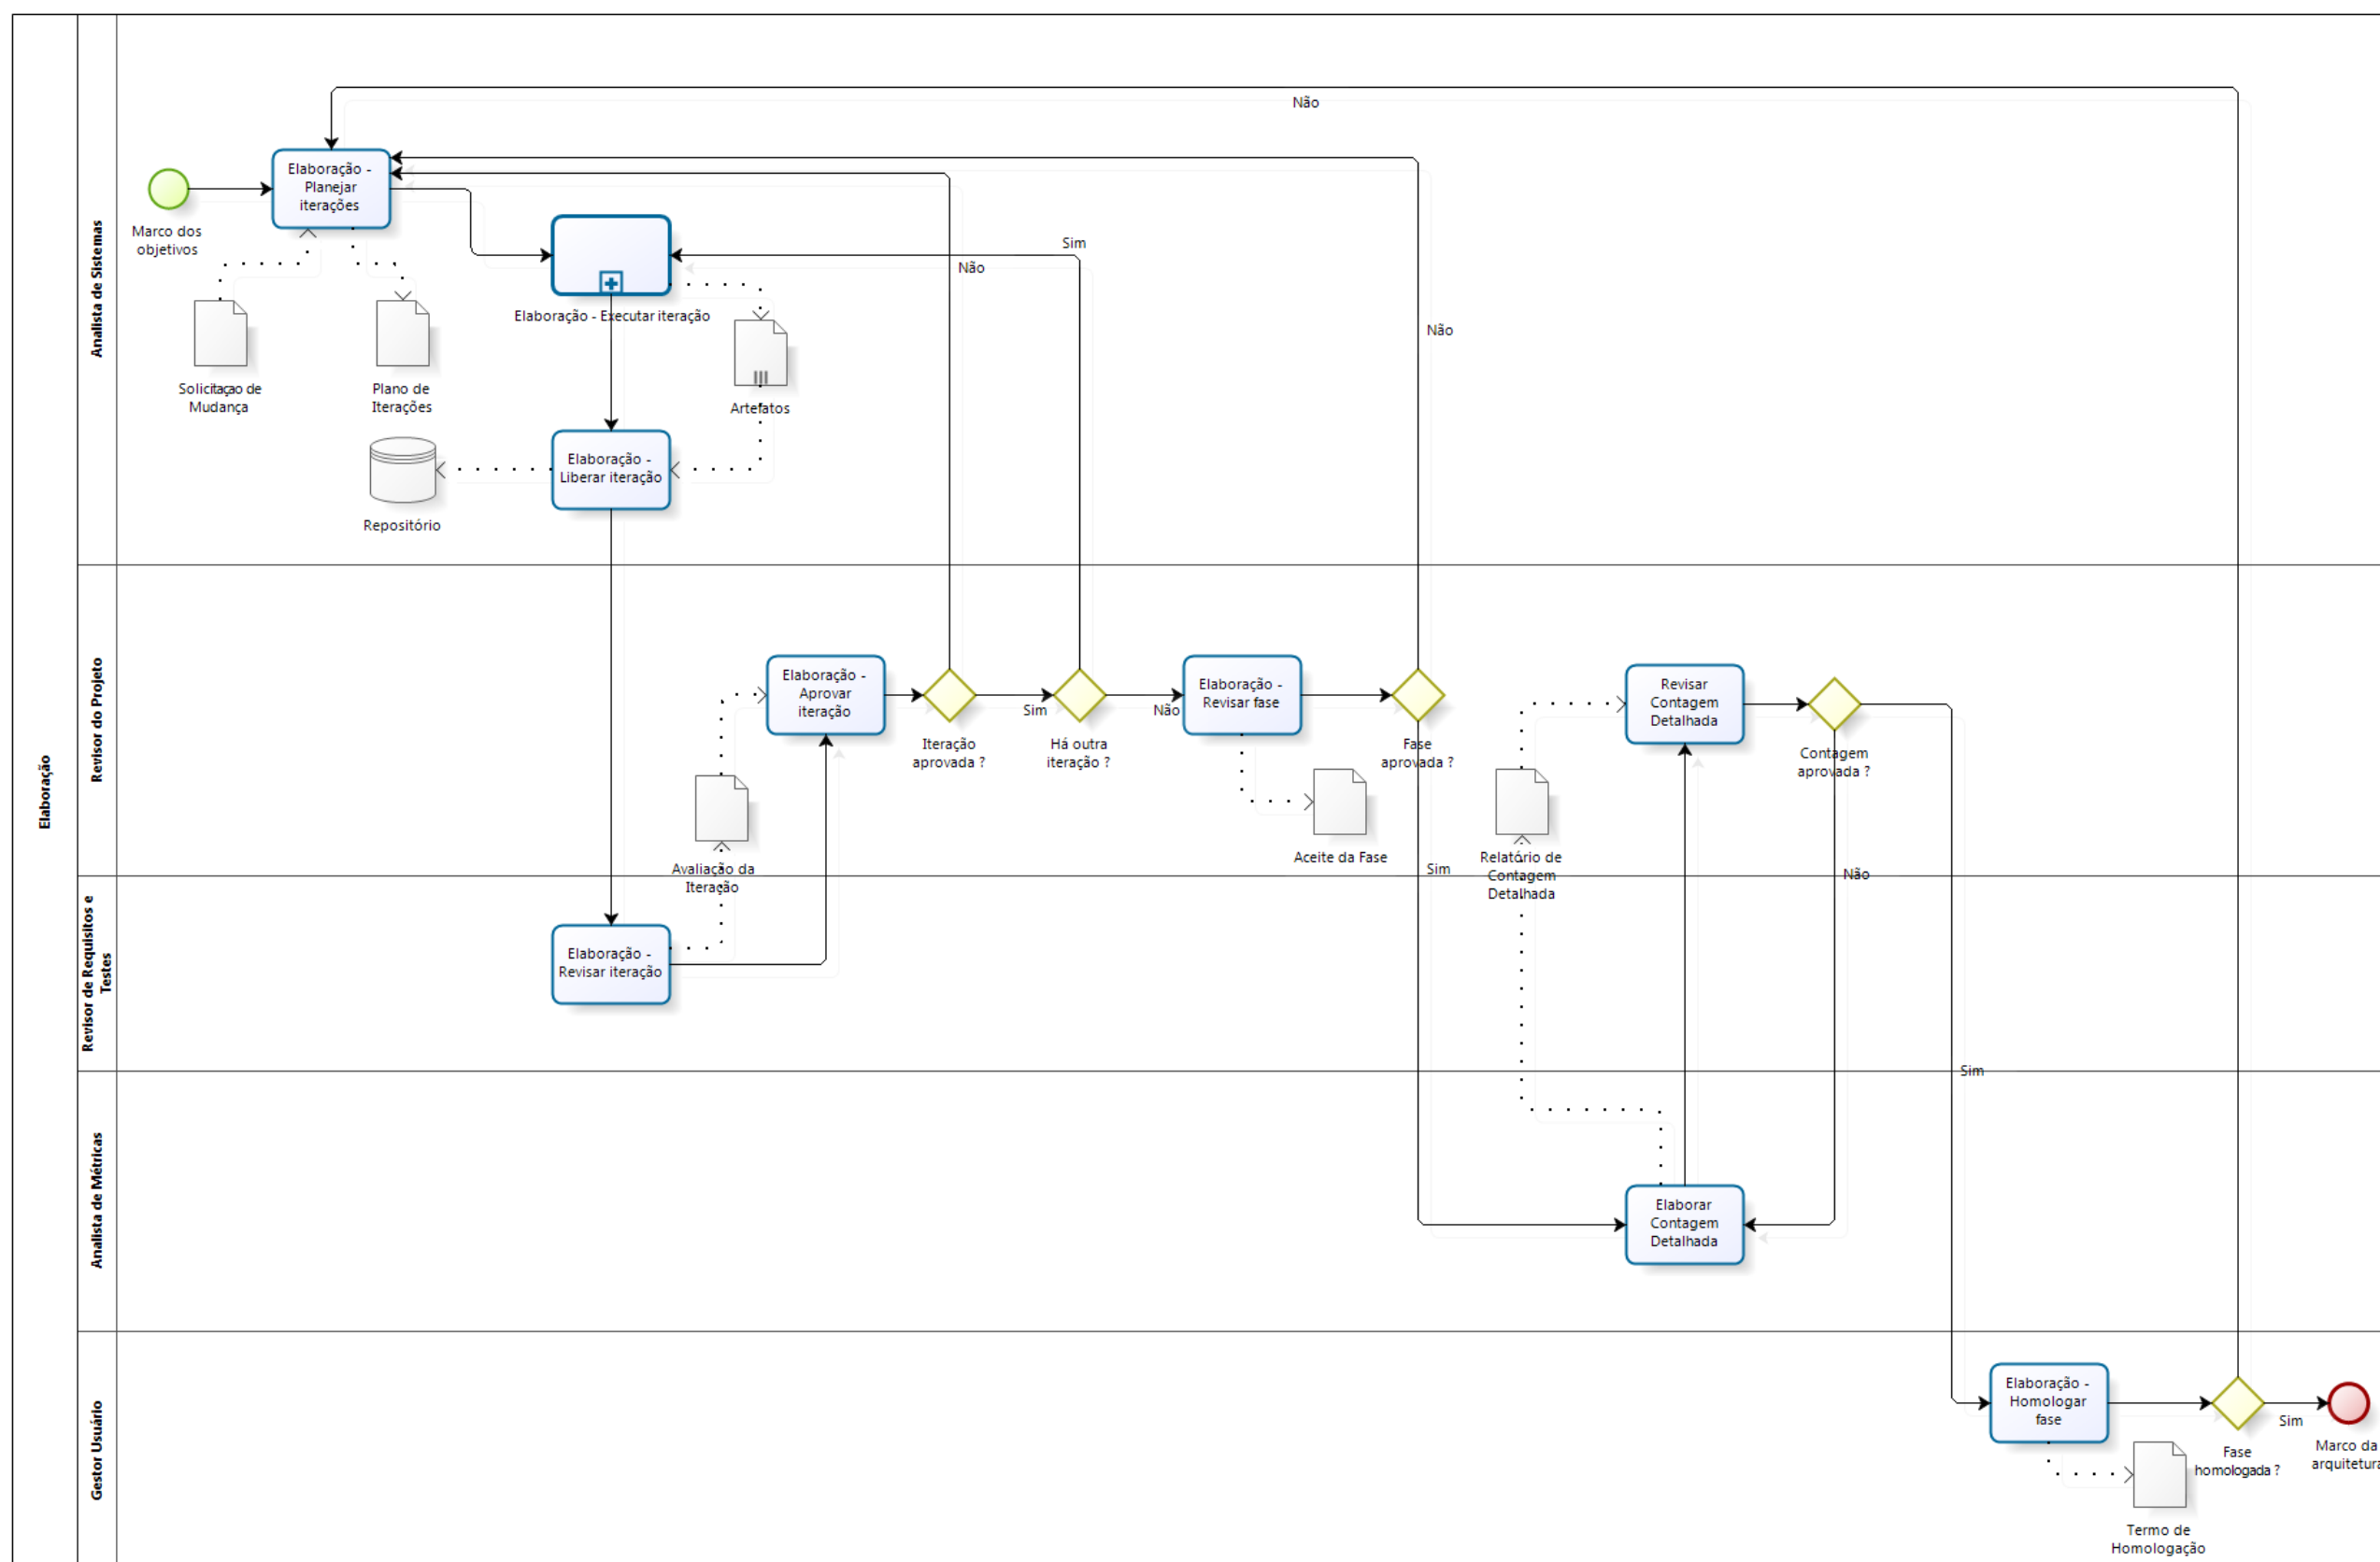 Elaboração
Analista de Sistemas
Não
Elaboração -
Planejar
iterações
Marco dos
objetivos
Sim
Não
Elaboração - Executar iteração
Não
Solicitaçao de
Mudança
Plano de
Iterações
Artefatos
Elaboração -
Liberar iteração
Repositório
Revisor do Projeto
Elaboração -
Aprovar
iteração
Sim
Iteração
aprovada ?
Não
Há outra
iteração ?
Elaboração -
Revisar fase
Fase
aprovada ?
Revisar
Contagem
Detalhada
Contagem
aprovada ?
Avaliação da
Iteração
Aceite da Fase
Sim
Relatório de
Contagem
Detalhada
Não
Revisor de Requisitos e
Testes
Elaboração -
Revisar iteração
Sim
Analista de Métricas
Elaborar
Contagem
Detalhada
Gestor Usuário
Elaboração -
Homologar
fase
Sim
Fase
homologada ?
Marco da
arquitetura
Termo de
Homologação